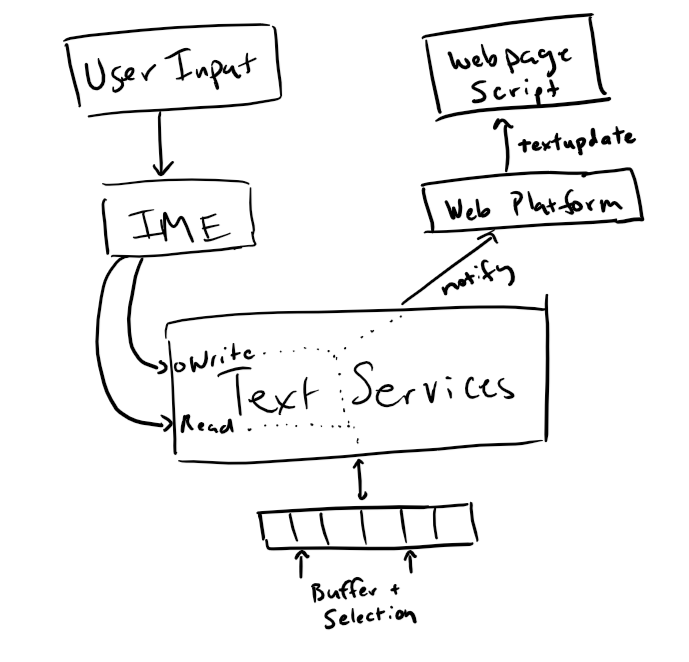 User Input
Webpage
Script
textupdate
IME
Web Platform
notify
Write
Text Services
Read
Buffer +
Selection